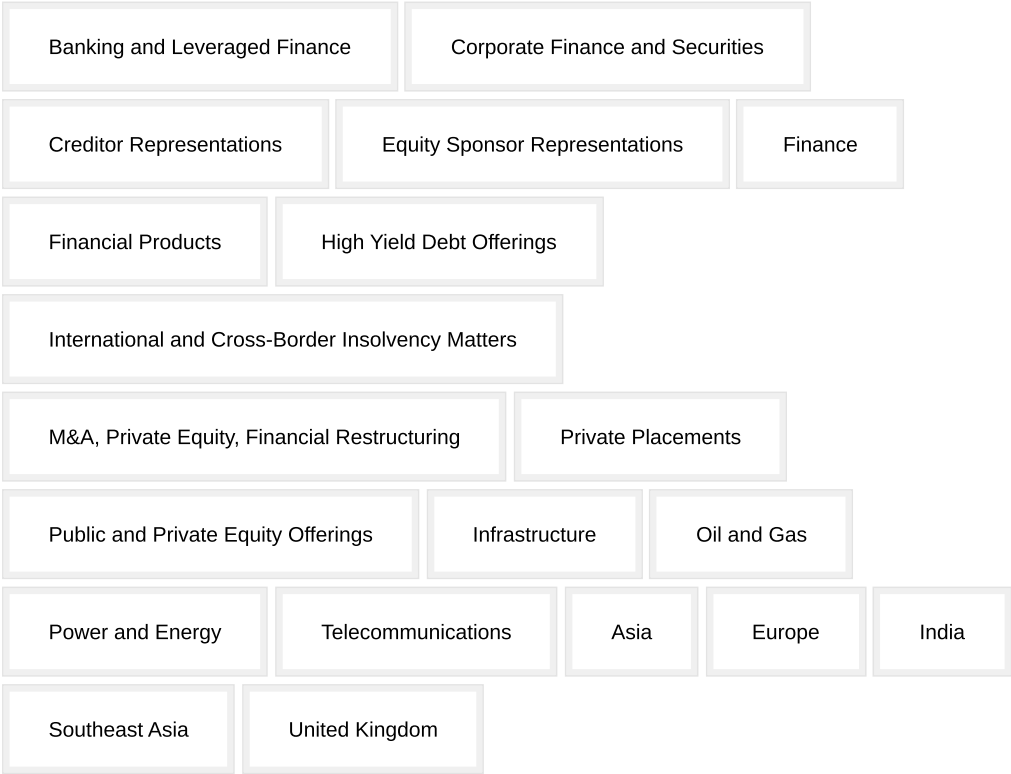 Banking and Leveraged Finance
Corporate Finance and Securities
Creditor Representations
Equity Sponsor Representations
Finance
Financial Products
High Yield Debt Offerings
International and Cross-Border Insolvency Matters
M&A, Private Equity, Financial Restructuring
Private Placements
Public and Private Equity Offerings
Infrastructure
Oil and Gas
Power and Energy
Telecommunications
Asia
Europe
India
Southeast Asia
United Kingdom